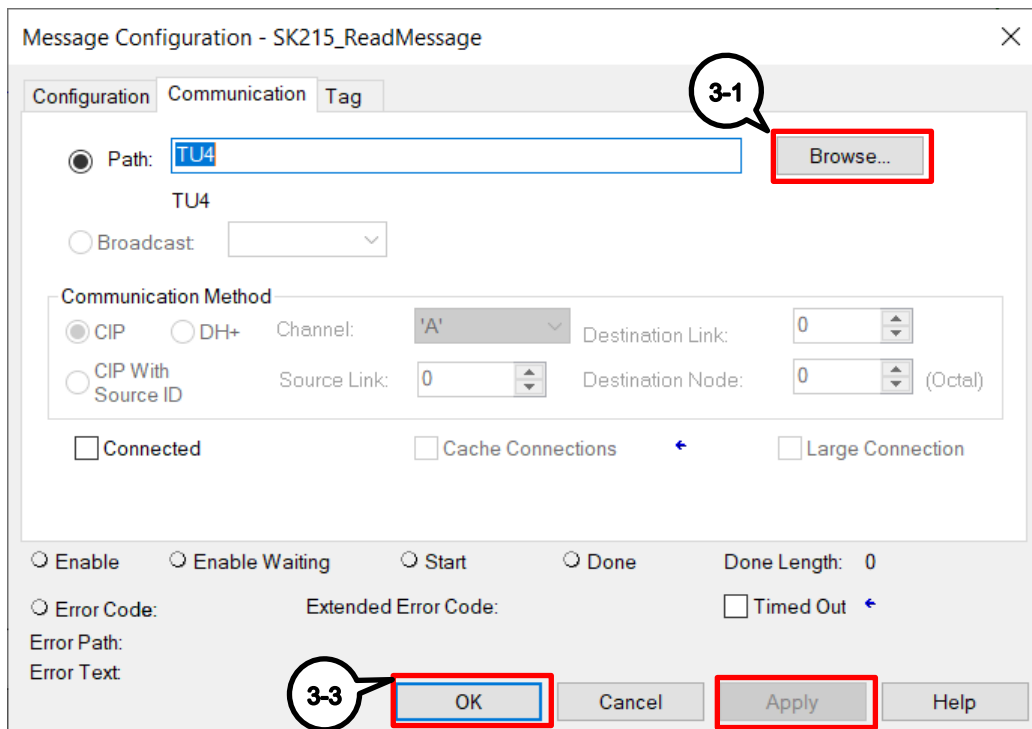 Message Configuration - SK215_ReadMessage
Configuration Communication Tag
3-1
Path: TU4 Browse...
TU4
Broadcast:
Communication Method
CIP DH+ Channel: 'A' Destination Link: 0
CIP With Source ID Source Link: 0 Destination Node: 0 (Octal)
Connected Cache Connections Large Connection
Enable Enable Waiting Start Done Done Length: 0
Error Code: Extended Error Code: Timed Out
Error Path:
Error Text:
3-3
OK Cancel Apply Help